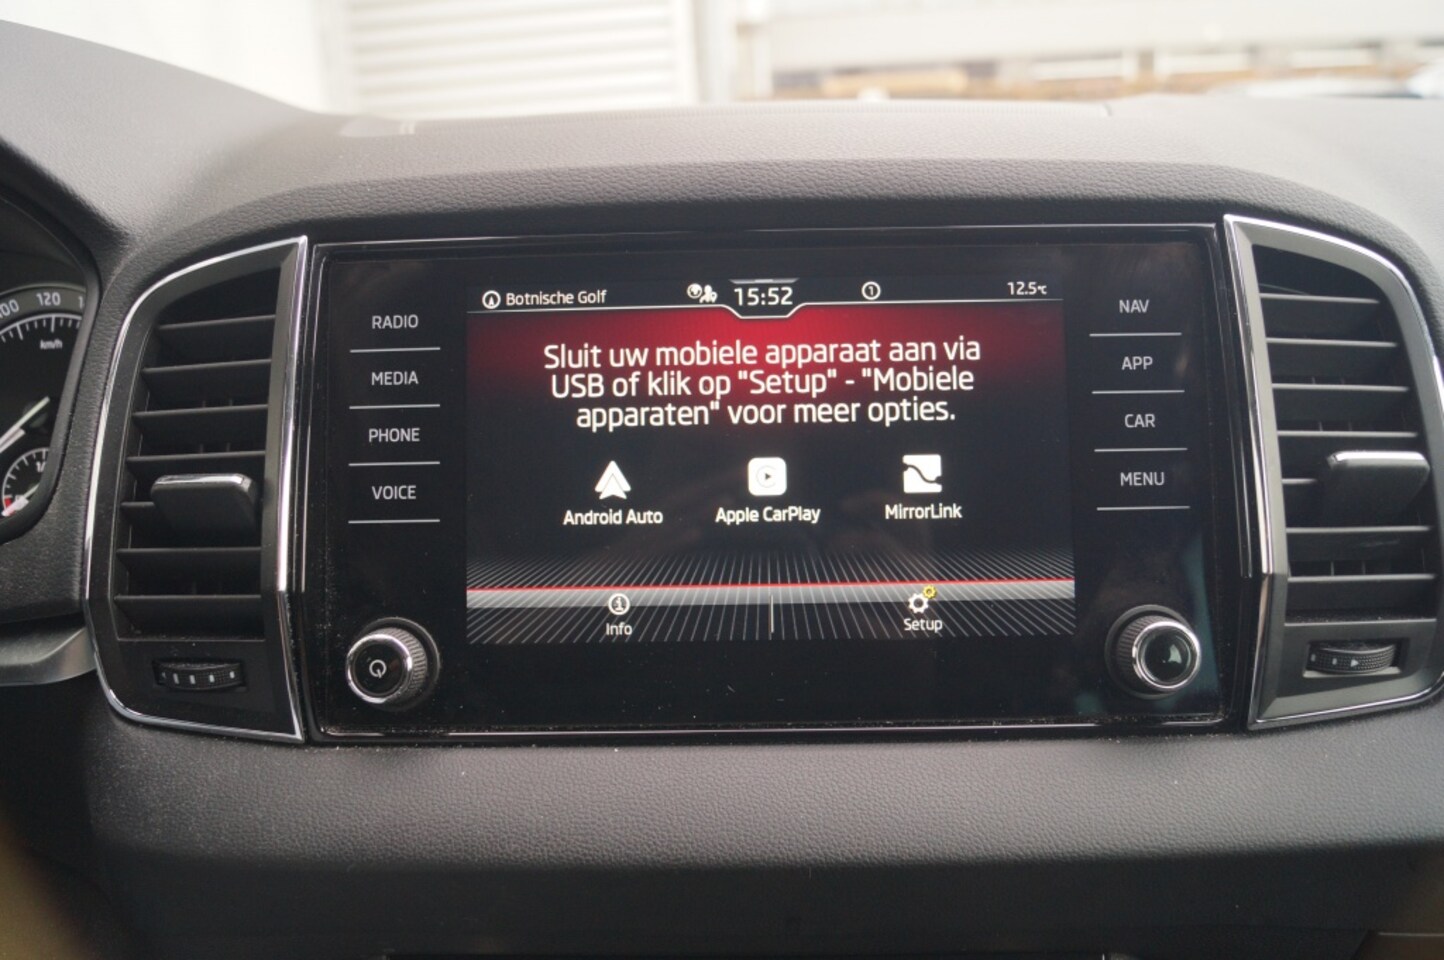 Botnische Golf
15:52
1
12.5°C
RADIO
MEDIA
PHONE
VOICE
Sluit uw mobiele apparaat aan via
USB of klik op "Setup" - "Mobiele
apparaten" voor meer opties.
Android Auto
Apple CarPlay
MirrorLink
Info
Setup
NAV
APP
CAR
MENU
120
km/h